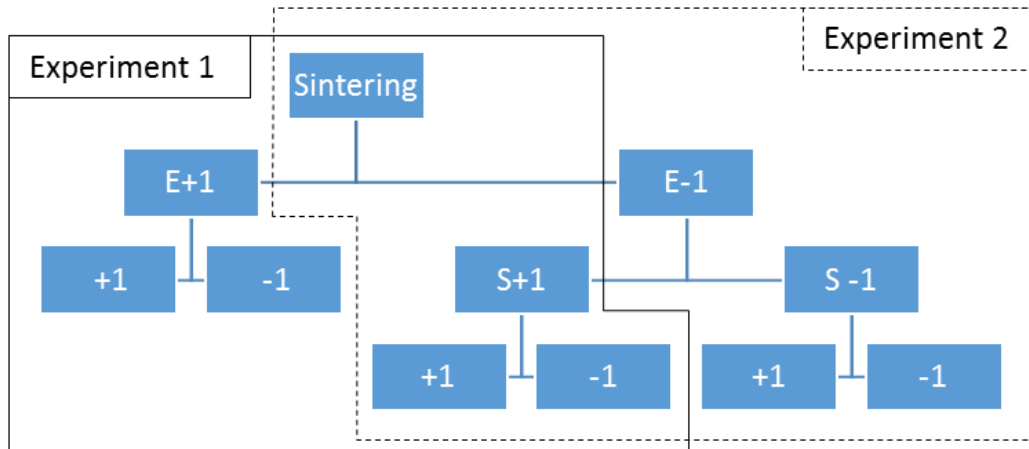 Experiment 2
Experiment 1
Sintering
E+1
E-1
+1
-1
S+1
S -1
+1
-1
+1
-1